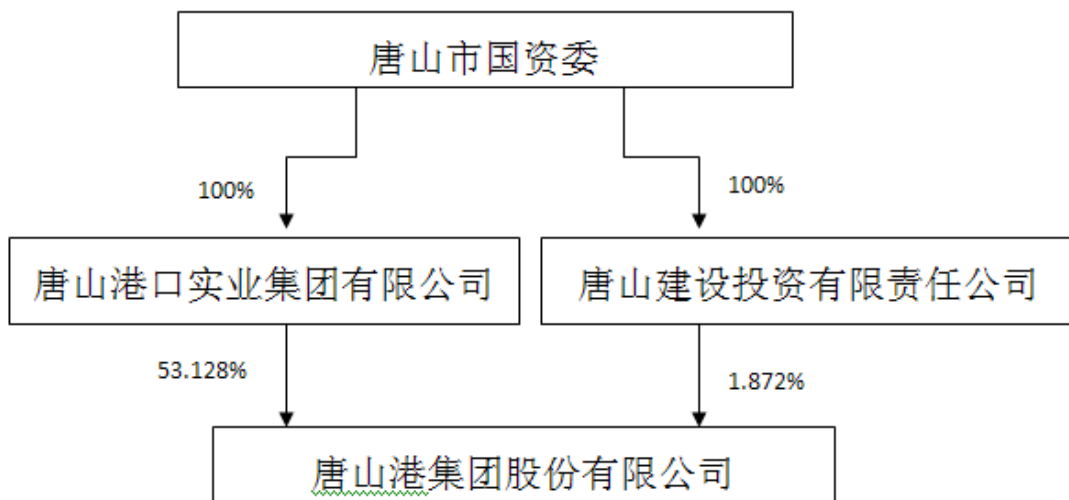 唐山市国资委
100%
100%
唐山港口实业集团有限公司
唐山建设投资有限责任公司
53.128%
1.872%
唐山港集团股份有限公司